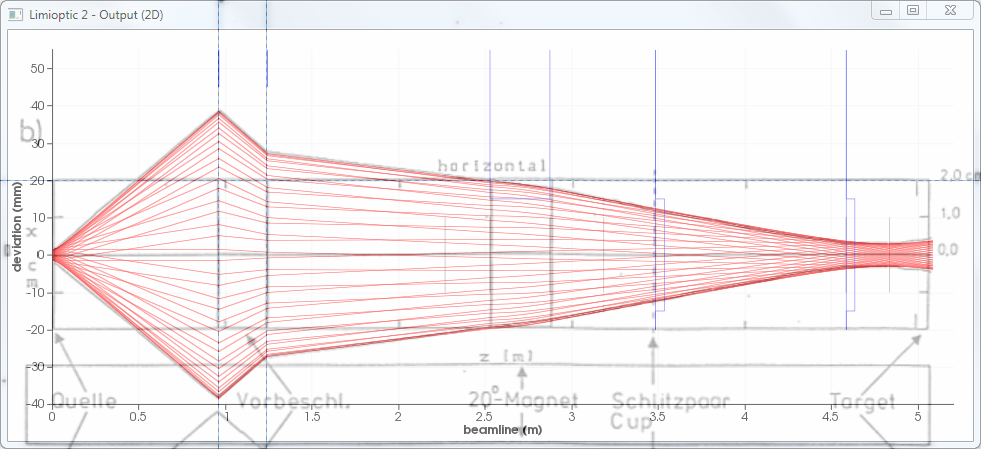 Limioptic 2 - Output (2D)
b)
horizontal
deviation (mm)
50
40
30
20
10
0
-10
-20
-30
-40
2,0 cm
1,0
0,0
x
c
m
z [m]
Quelle
Vorbeschl.
20°-Magnet
Schlitzpaar
Cup
Target
0
0.5
1
1.5
2
2.5
3
3.5
4
4.5
5
beamline (m)